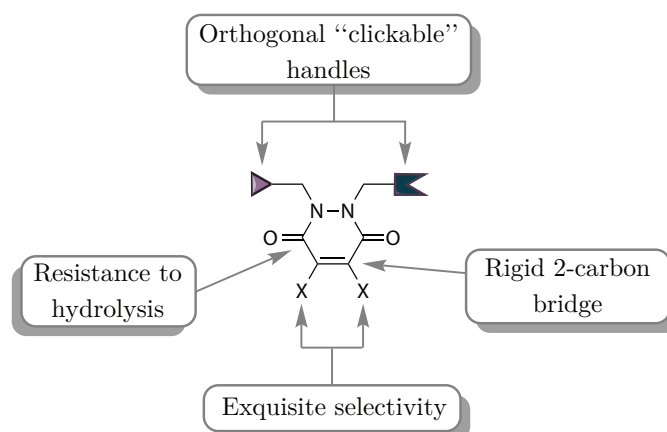 Orthogonal “clickable”
handles
N N
O O
Resistance to
hydrolysis
Rigid 2-carbon
bridge
X X
Exquisite selectivity